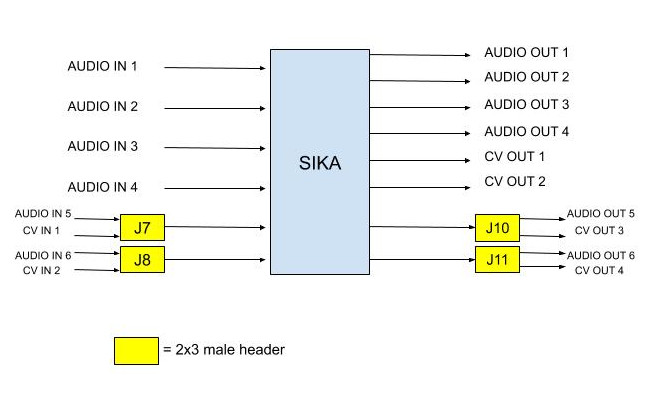 AUDIO IN 1
AUDIO IN 2
AUDIO IN 3
AUDIO IN 4
AUDIO IN 5
CV IN 1
J7
AUDIO IN 6
CV IN 2
J8
SIKA
AUDIO OUT 1
AUDIO OUT 2
AUDIO OUT 3
AUDIO OUT 4
CV OUT 1
CV OUT 2
J10
AUDIO OUT 5
CV OUT 3
J11
AUDIO OUT 6
CV OUT 4
= 2x3 male header